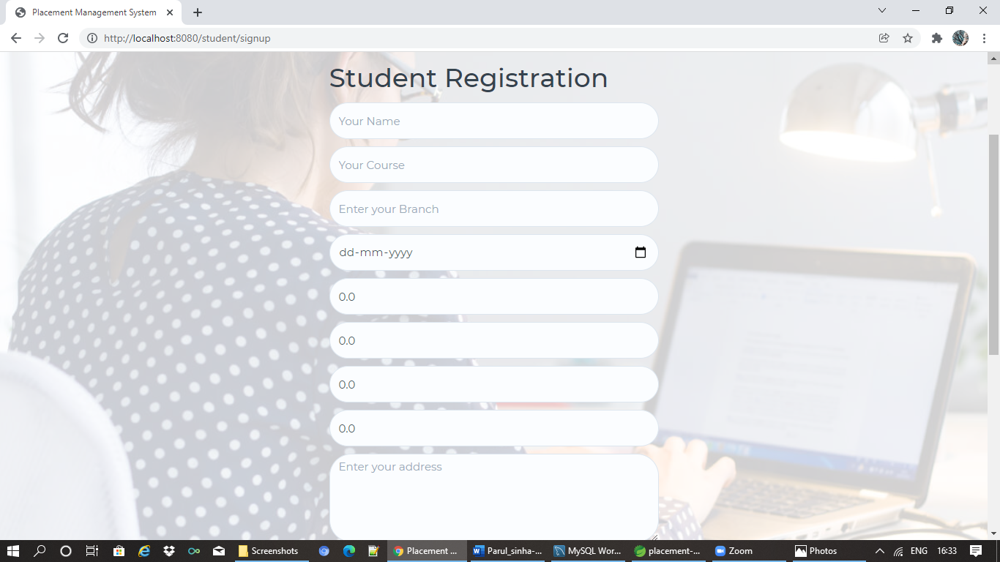 Placement Management System
http://localhost:8080/student/signup
Student Registration
Your Name
Your Course
Enter your Branch
dd-mm-yyyy
0.0
0.0
0.0
0.0
Enter your address
Screenshots
Placement ...
Parul_sinha-...
MySQL Wor...
placement-...
Zoom
Photos
ENG
16:33